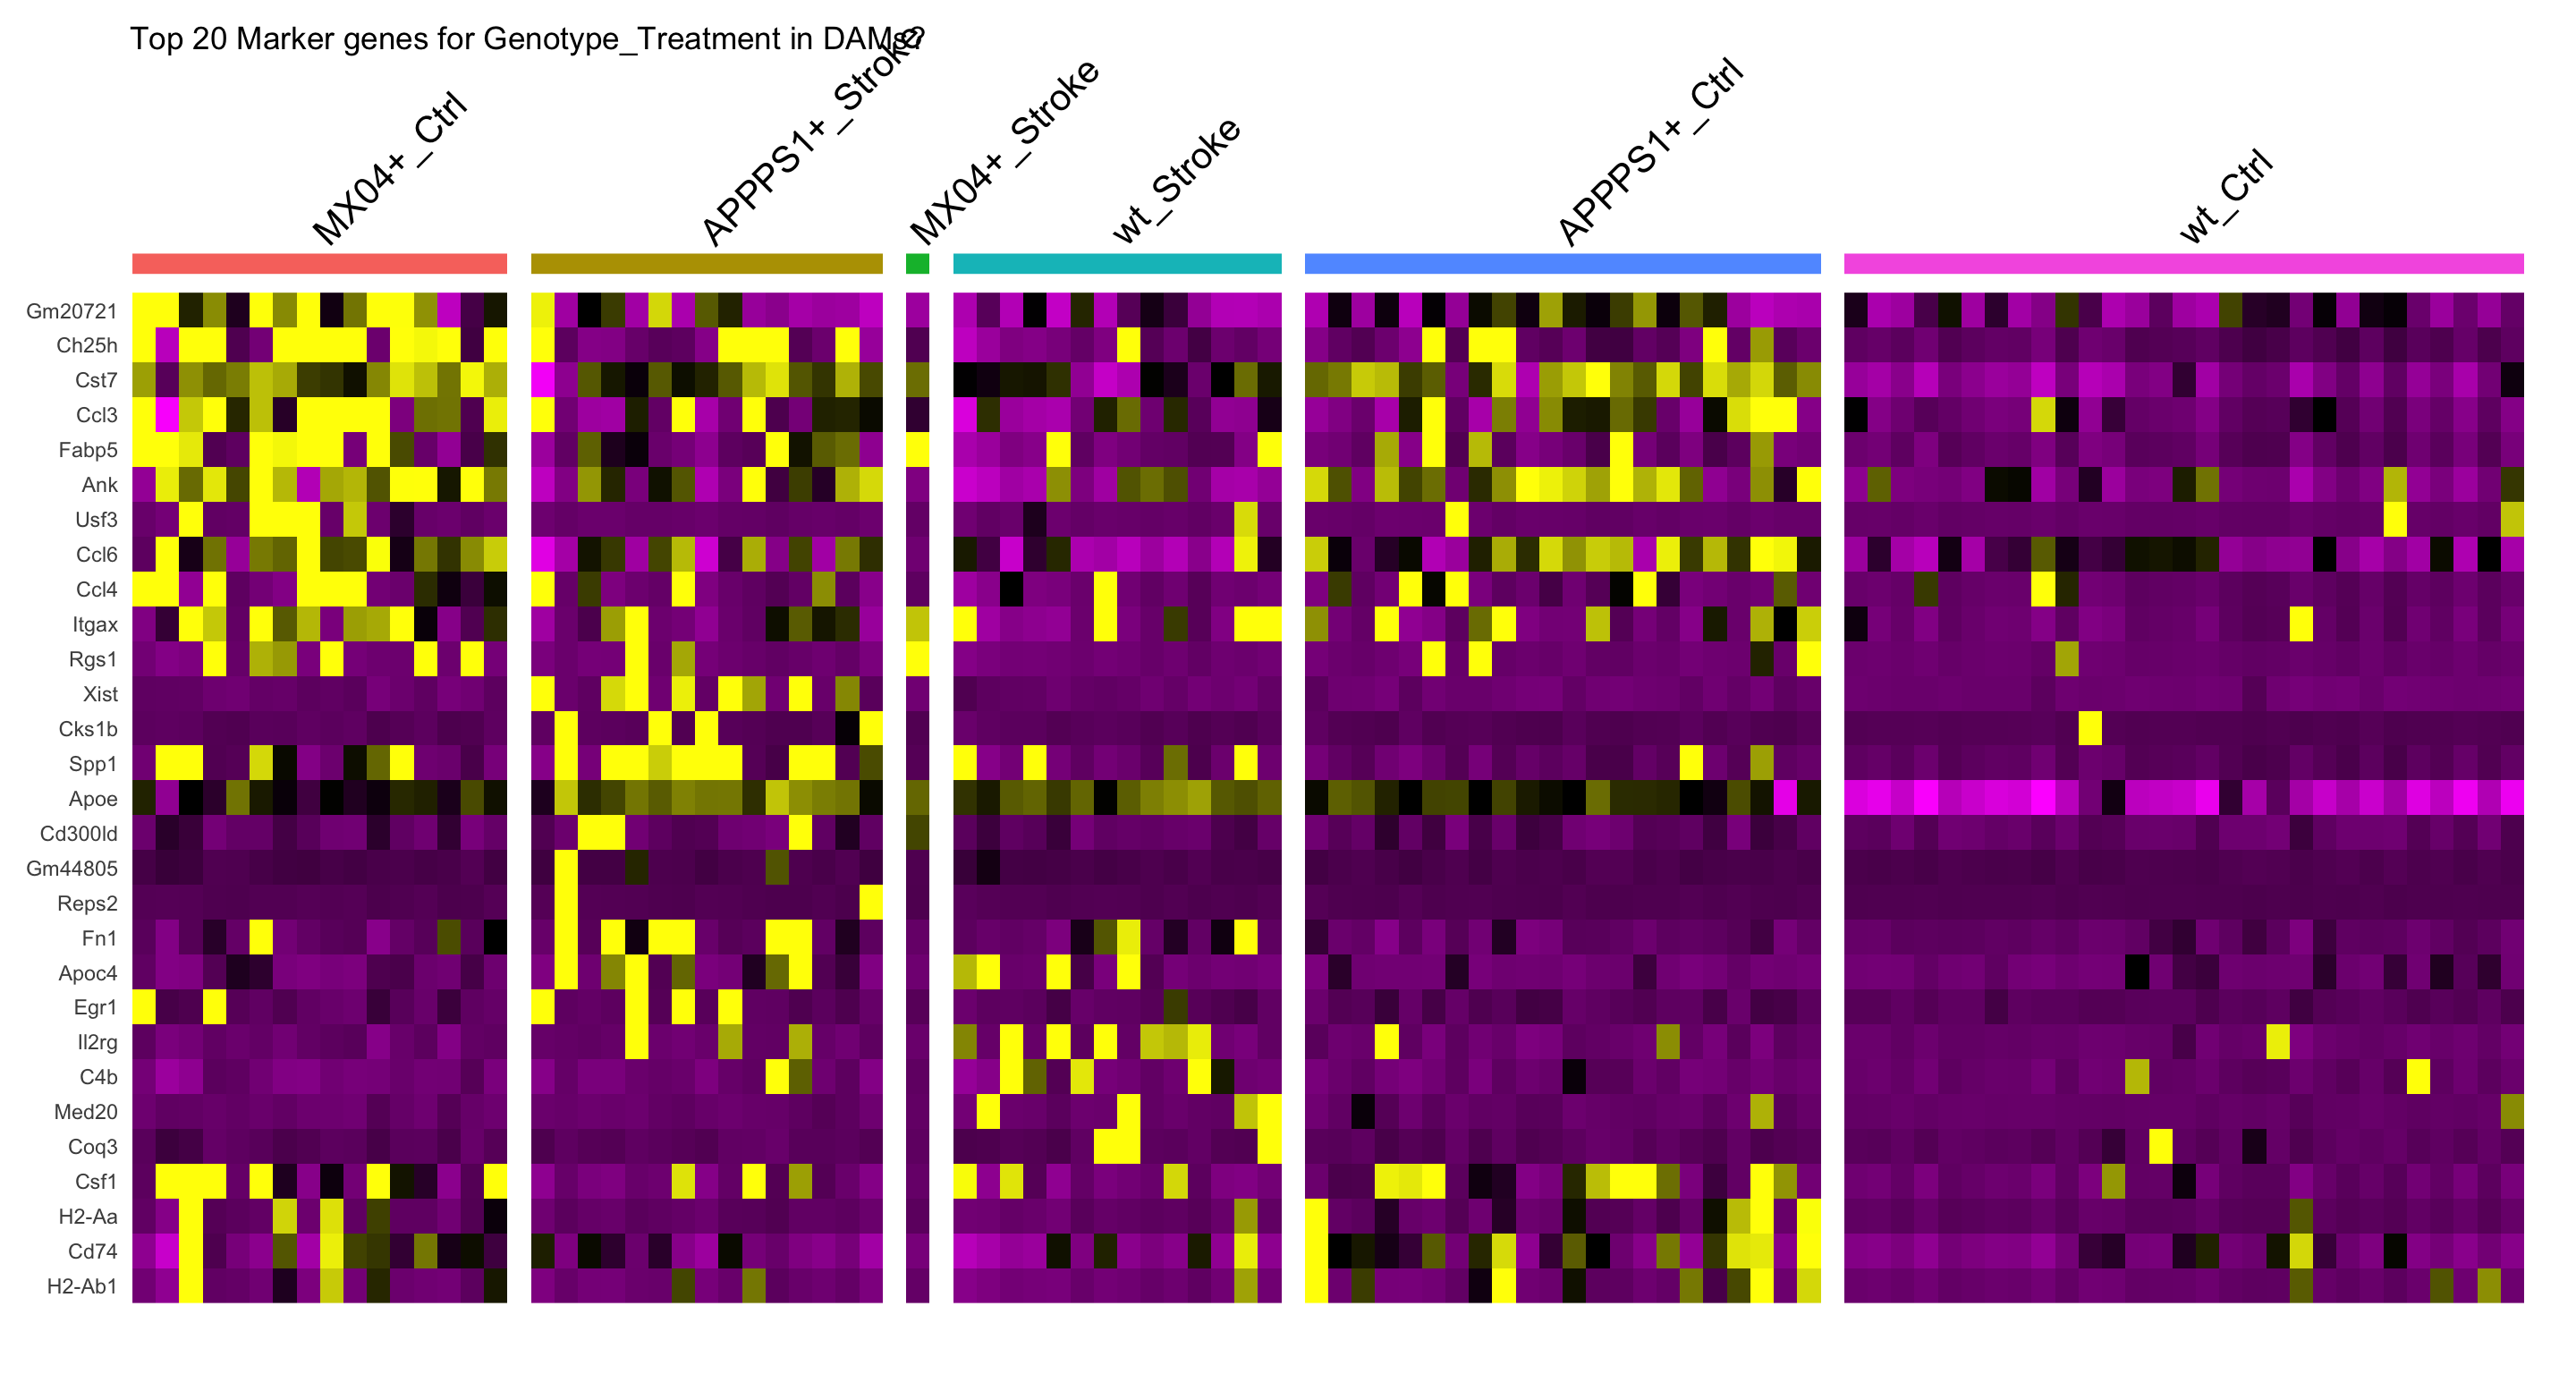 Top 20 Marker genes for Genotype_Treatment in DAMs?
MX04+_Ctrl
APPPS1+_Stroke
MX04+_Stroke
wt_Stroke
APPPS1+_Ctrl
wt_Ctrl
Gm20721
Ch25h
Cst7
Ccl3
Fabp5
Ank
Usf3
Ccl6
Ccl4
Itgax
Rgs1
Xist
Cks1b
Spp1
Apoe
Cd300ld
Gm44805
Reps2
Fn1
Apoc4
Egr1
Il2rg
C4b
Med20
Coq3
Csf1
H2-Aa
Cd74
H2-Ab1